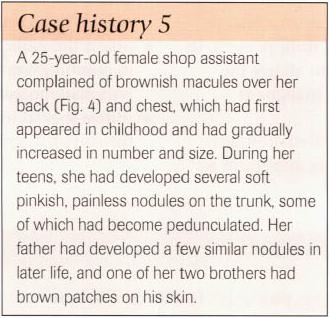 Case history 5
A 25-year-old female shop assistant
complained of brownish macules over her
back (Fig. 4) and chest, which had first
appeared in childhood and had gradually
increased in number and size. During her
teens, she had developed several soft
pinkish, painless nodules on the trunk, some
of which had become pedunculated. Her
father had developed a few similar nodules in
later life, and one of her two brothers had
brown patches on his skin.